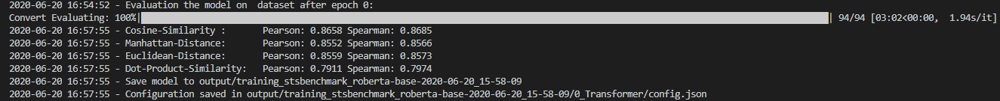 2020-06-20 16:54:52 - Evaluation the model on  dataset after epoch 0:
Convert Evaluating: 100%|██████████| 94/94 [03:02<00:00,  1.94s/it]
2020-06-20 16:57:55 - Cosine-Similarity :       Pearson: 0.8658 Spearman: 0.8685
2020-06-20 16:57:55 - Manhattan-Distance:       Pearson: 0.8552 Spearman: 0.8566
2020-06-20 16:57:55 - Euclidean-Distance:       Pearson: 0.8559 Spearman: 0.8573
2020-06-20 16:57:55 - Dot-Product-Similarity:   Pearson: 0.7911 Spearman: 0.7974
2020-06-20 16:57:55 - Save model to output/training_stsbenchmark_roberta-base-2020-06-20_15-58-09
2020-06-20 16:57:55 - Configuration saved in output/training_stsbenchmark_roberta-base-2020-06-20_15-58-09/0_Transformer/config.json